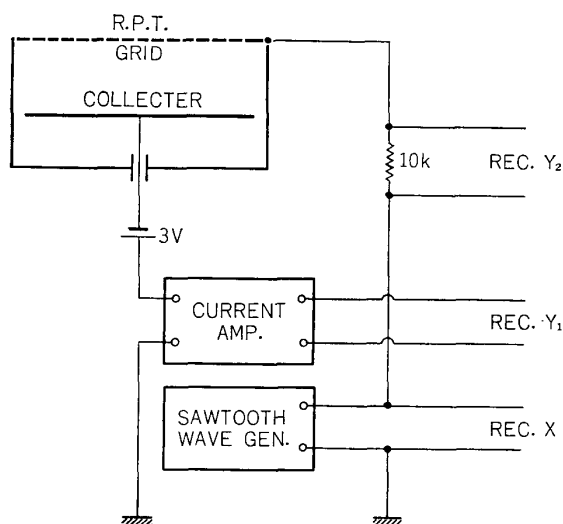 R.P.T.
GRID
COLLECTER
10k
REC. Y₂
3V
CURRENT
AMP.
REC. Y₁
SAWTOOTH
WAVE GEN.
REC. X